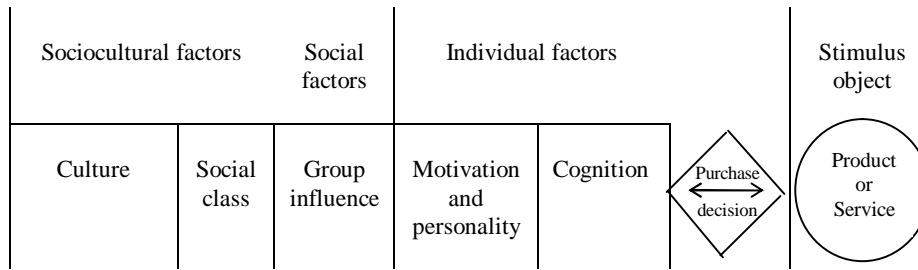 Sociocultural factors
Social
factors
Individual factors
Stimulus
object
Culture
Social
class
Group
influence
Motivation
and
personality
Cognition
Purchase
decision
Product
or
Service